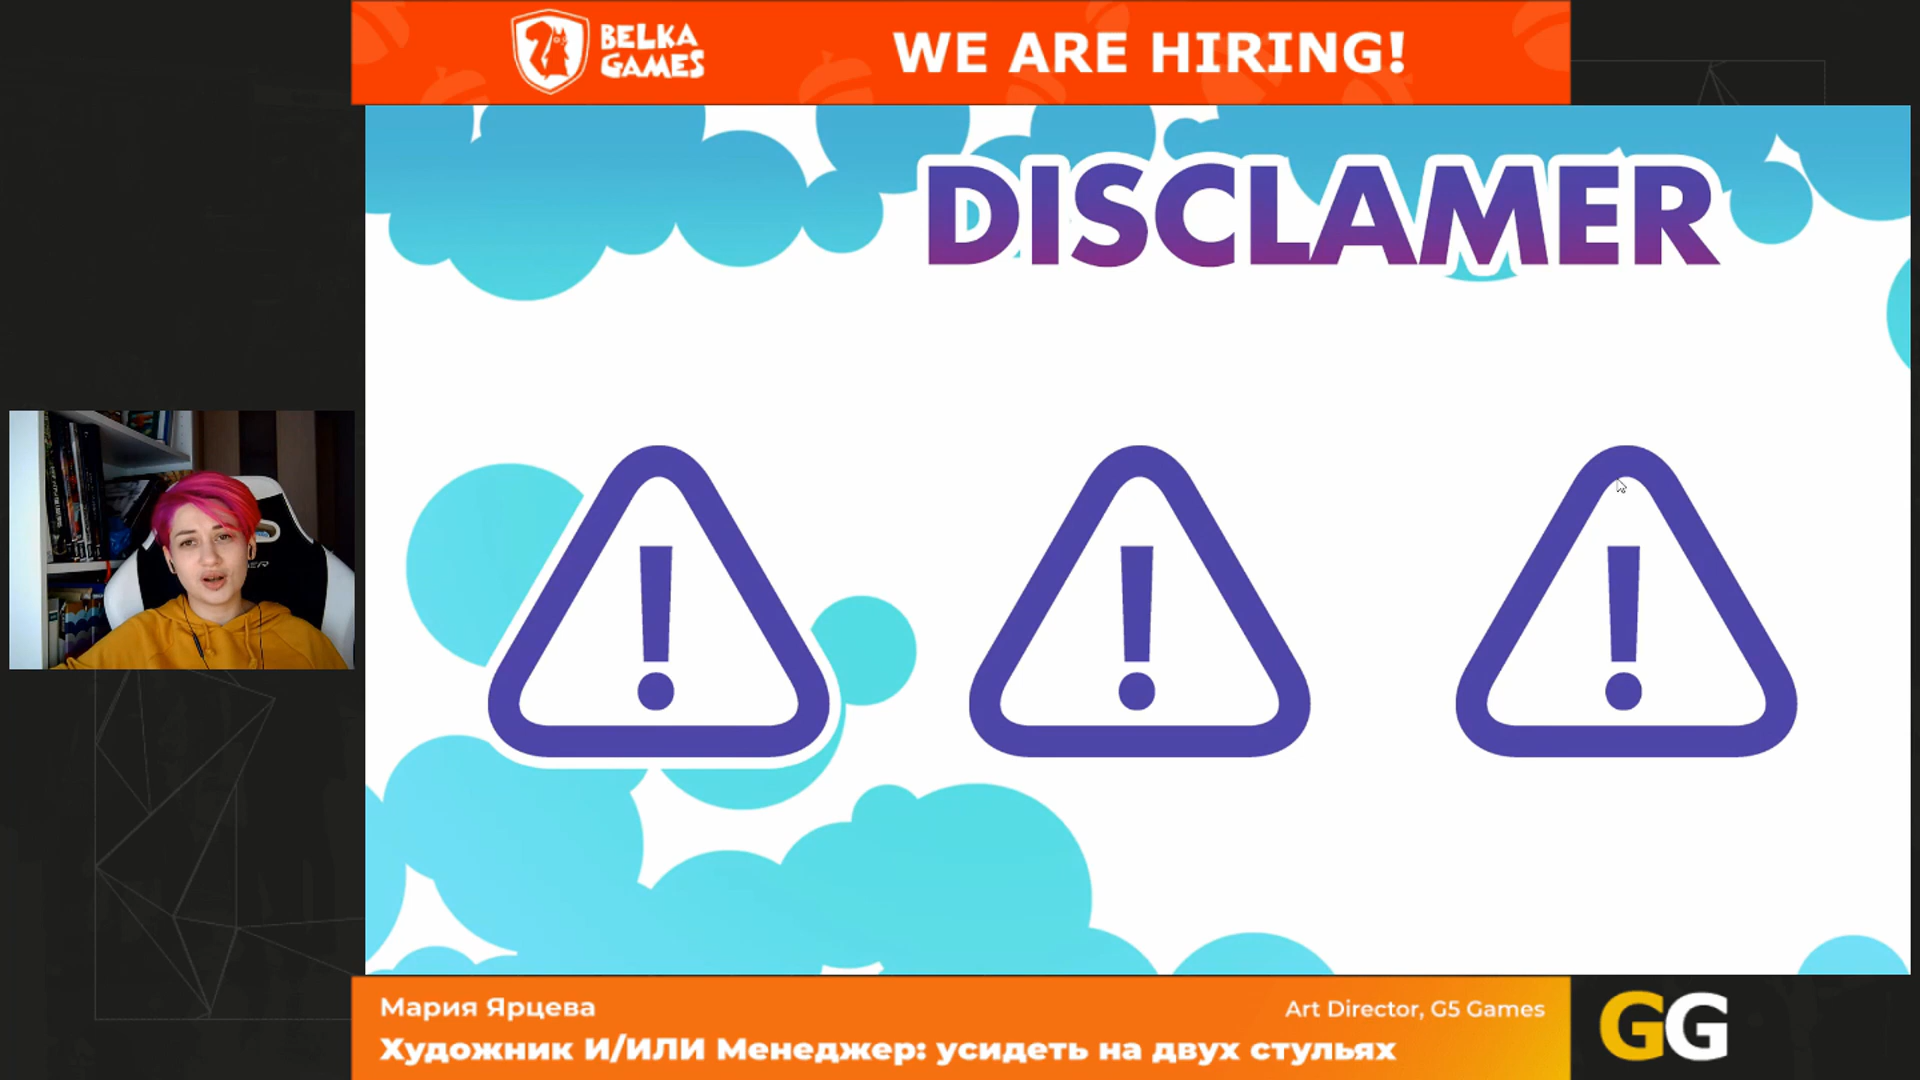 BELKA
GAMES
WE ARE HIRING!
DISCLAMER
! ! !
Мария Ярцева
Art Director, G5 Games
Художник И/ИЛИ Менеджер: усидеть на двух стульях
GG